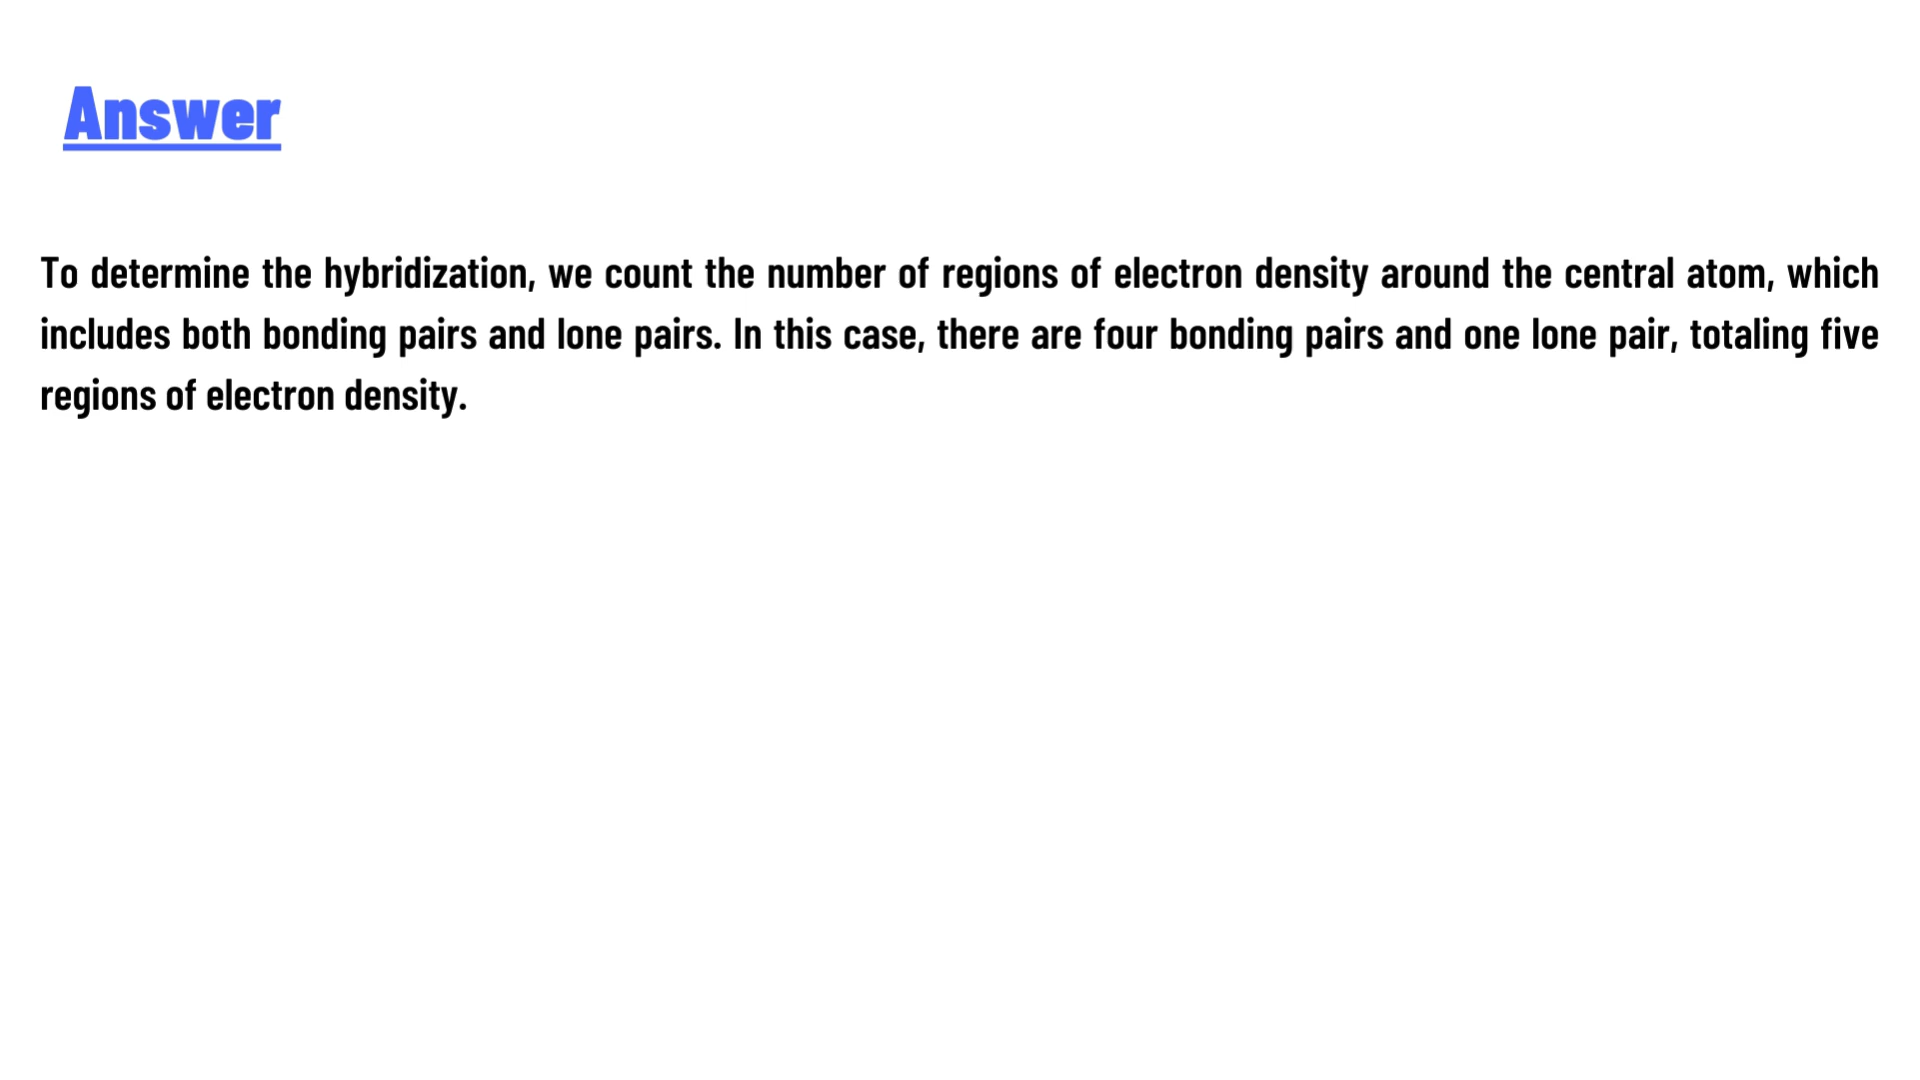 Answer
To determine the hybridization, we count the number of regions of electron density around the central atom, which
includes both bonding pairs and lone pairs. In this case, there are four bonding pairs and one lone pair, totaling five
regions of electron density.